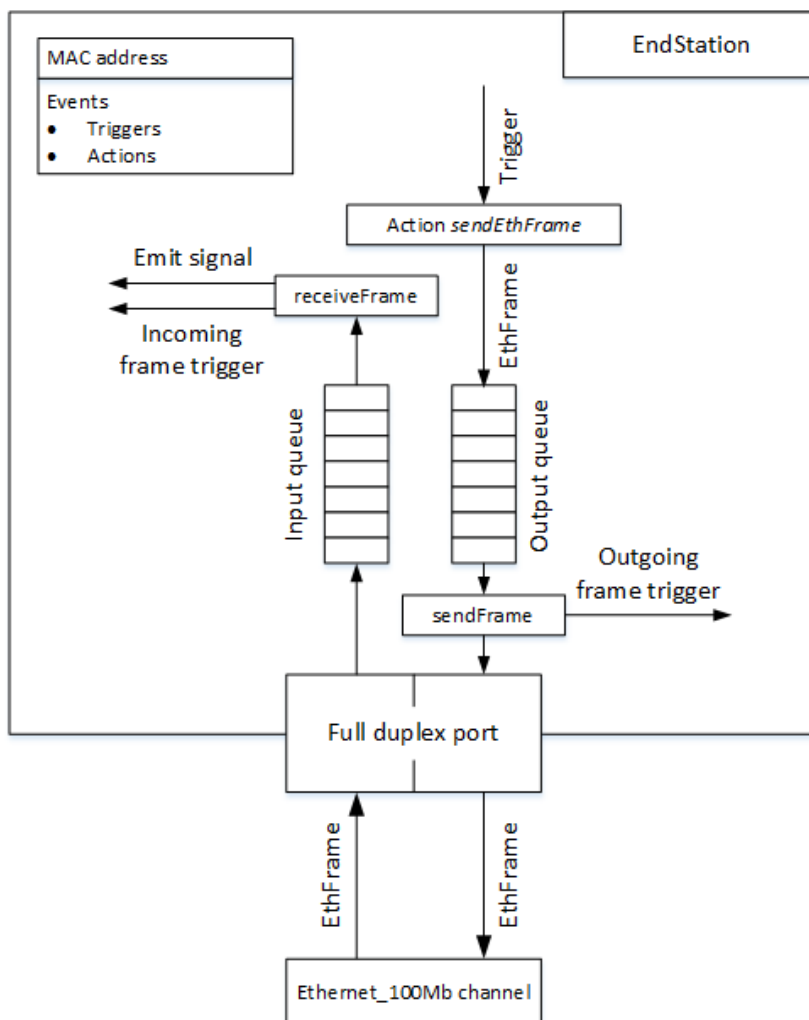 EndStation
MAC address
Events
• Triggers
• Actions
Trigger
Action sendEthFrame
Emit signal
receiveFrame
Incoming
frame trigger
EthFrame
Input queue
Output queue
Outgoing
frame trigger
sendFrame
Full duplex port
EthFrame
EthFrame
Ethernet_100Mb channel